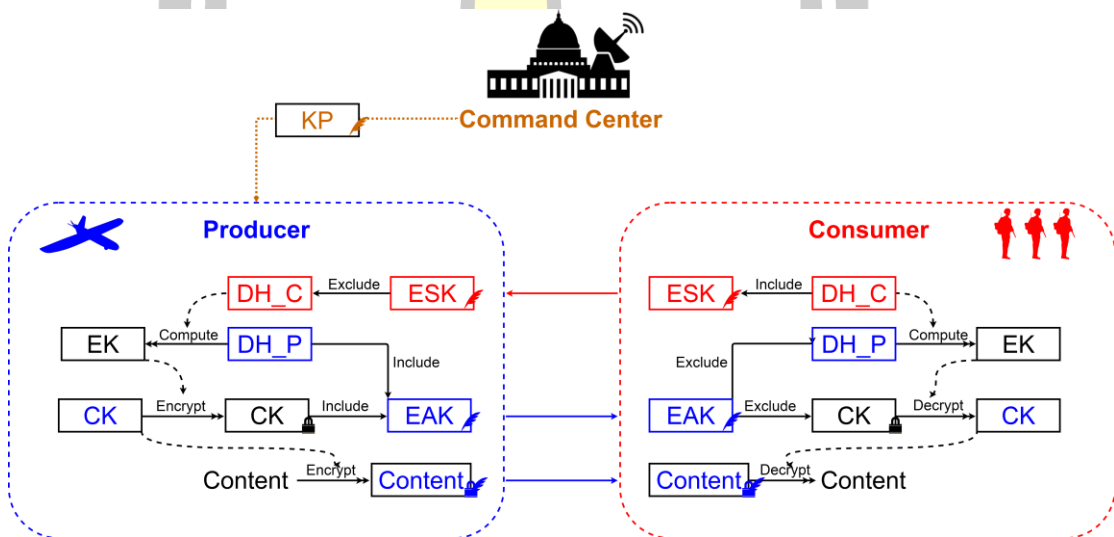 KP
Command Center
Producer
Consumer
DH_C
Exclude
ESK
ESK
Include
DH_C
EK
Compute
DH_P
Include
Exclude
DH_P
Compute
EK
CK
Encrypt
CK
Include
EAK
EAK
Exclude
CK
Decrypt
CK
Content
Encrypt
Content
Content
Decrypt
Content